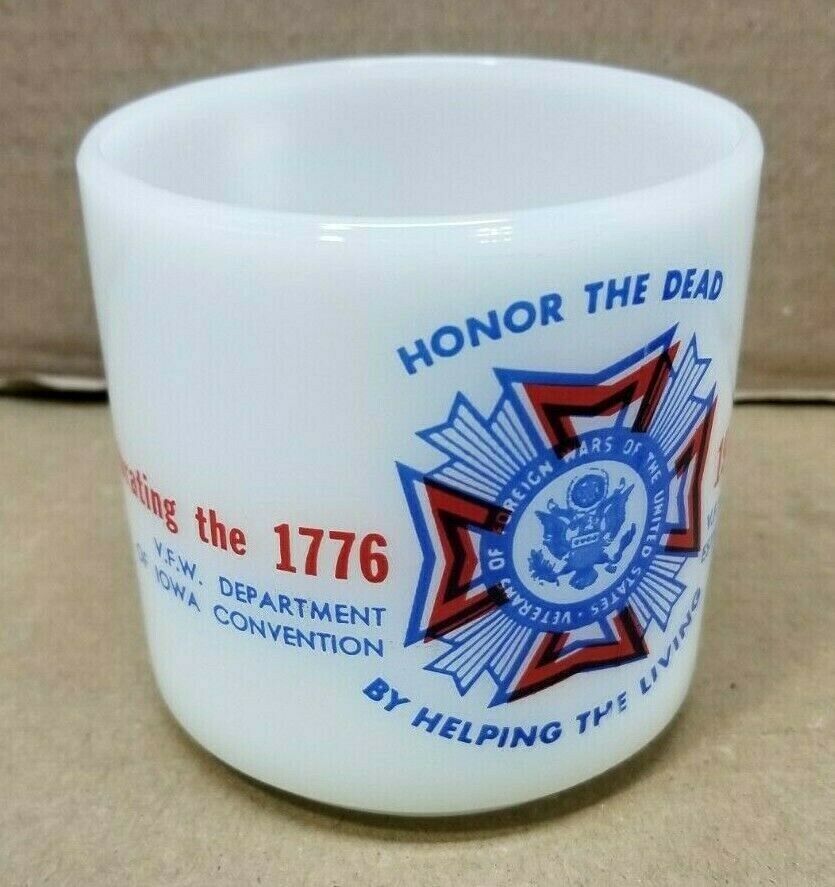 HONOR THE DEAD
the 1776
V.F.W. DEPARTMENT
OF IOWA CONVENTION
VETERANS OF FOREIGN WARS OF THE UNITED STATES
BY HELPING THE LIVING